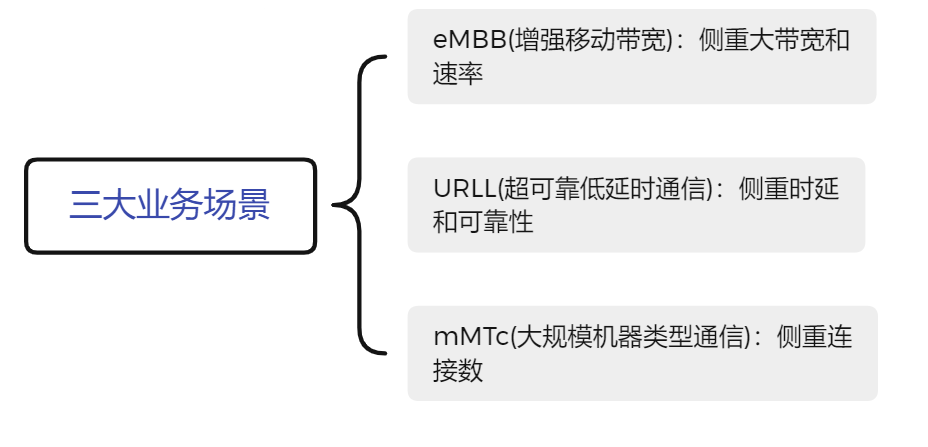 三大业务场景
eMBB(增强移动带宽)：侧重大带宽和
速率
URLL(超可靠低延时通信)：侧重时延
和可靠性
mMTc(大规模机器类型通信)：侧重连
接数